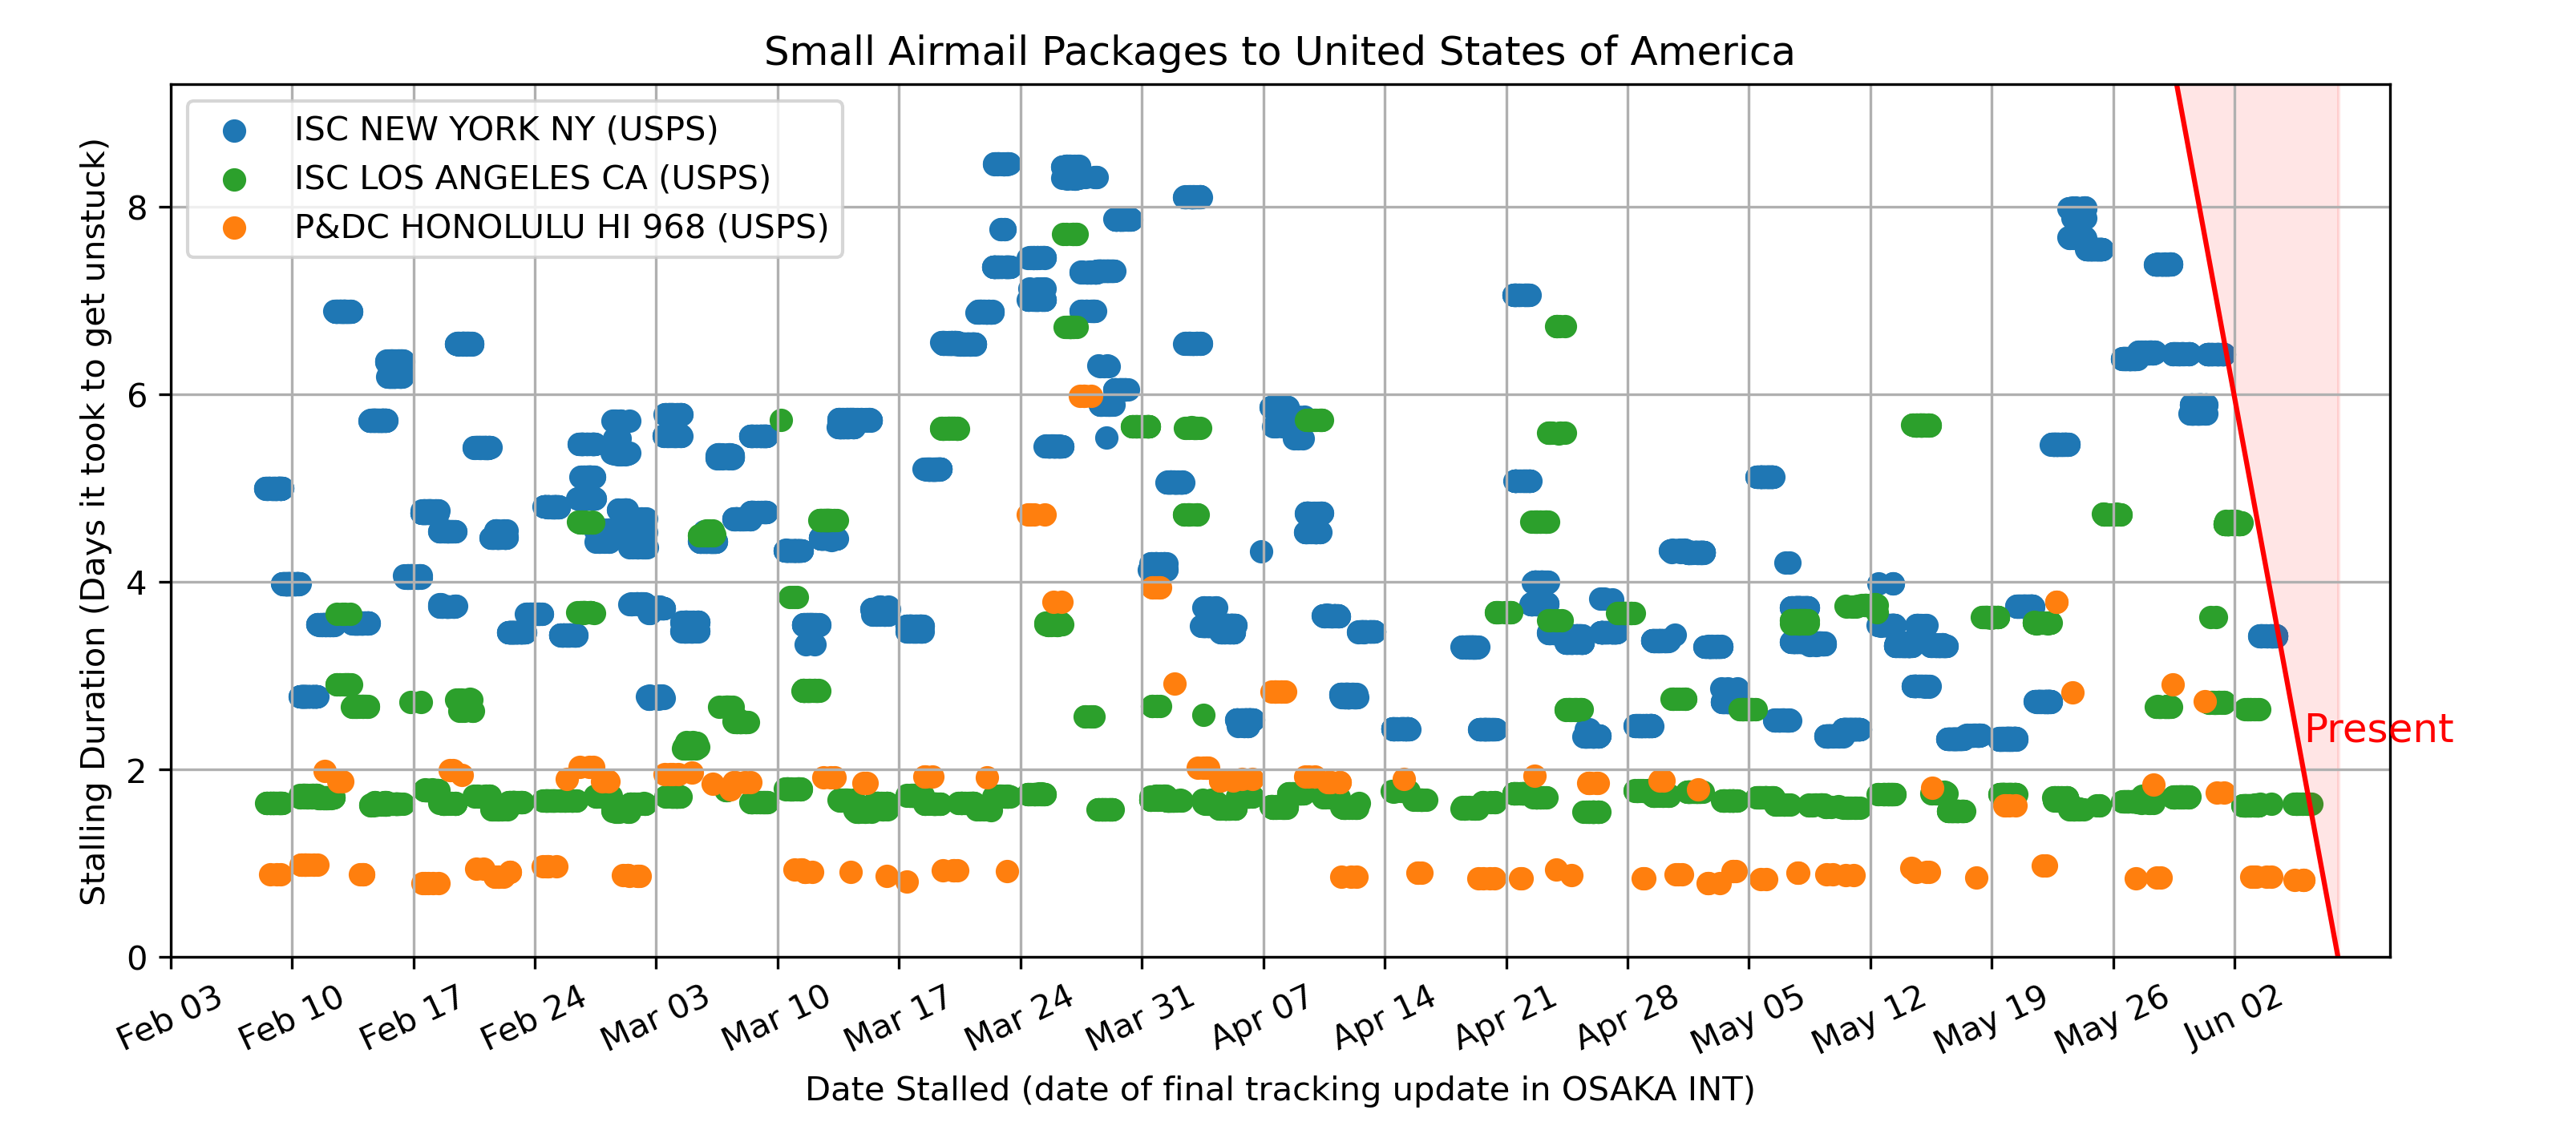 Small Airmail Packages to United States of America
ISC NEW YORK NY (USPS)
ISC LOS ANGELES CA (USPS)
P&DC HONOLULU HI 968 (USPS)
Stalling Duration (Days it took to get unstuck)
8
6
4
2
0
Present
Feb 03
Feb 10
Feb 17
Feb 24
Mar 03
Mar 10
Mar 17
Mar 24
Mar 31
Apr 07
Apr 14
Apr 21
Apr 28
May 05
May 12
May 19
May 26
Jun 02
Date Stalled (date of final tracking update in OSAKA INT)